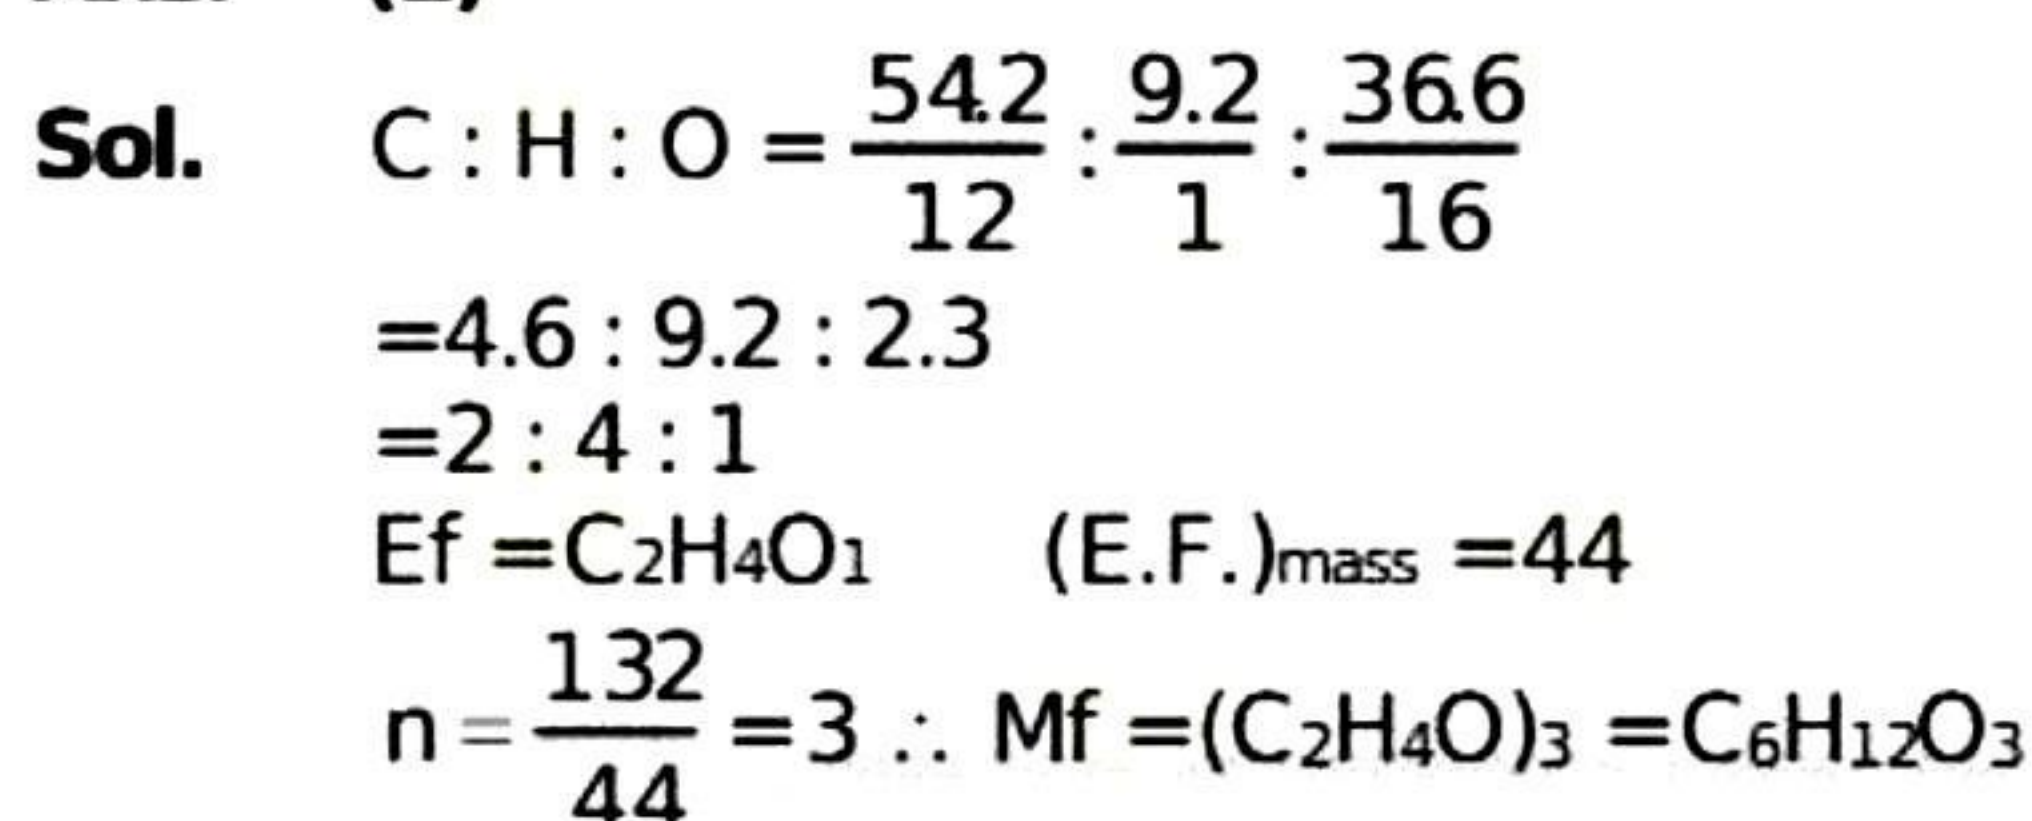 Sol. C : H : O = 54.2/12 : 9.2/1 : 36.6/16
=4.6 : 9.2 : 2.3
=2 : 4 : 1
Ef =C₂H₄O₁ (E.F.)mass =44
n = 132/44 =3 ∴ Mf =(C₂H₄O)₃ =C₆H₁₂O₃